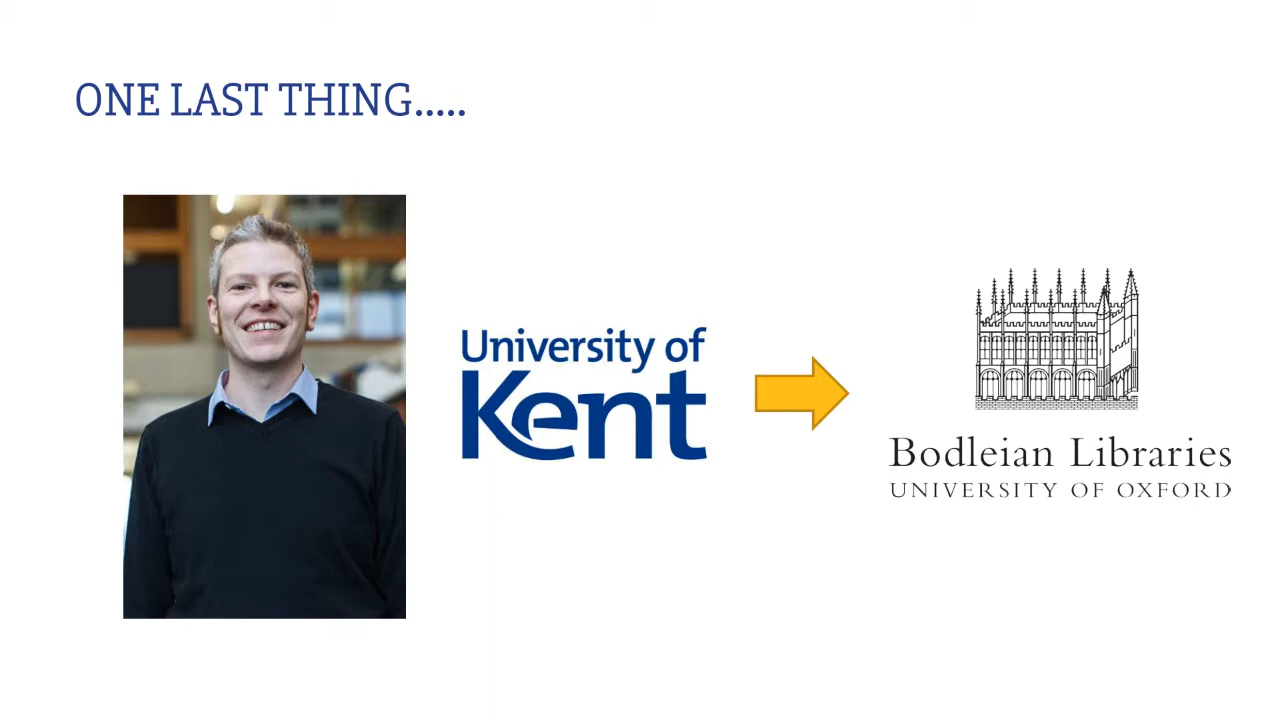 ONE LAST THING.....
University of
Kent
Bodleian Libraries
UNIVERSITY OF OXFORD